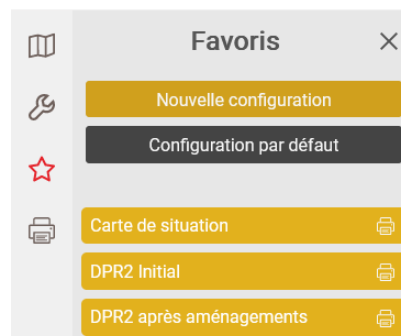 Favoris
Nouvelle configuration
Configuration par défaut
Carte de situation
DPR2 Initial
DPR2 après aménagements